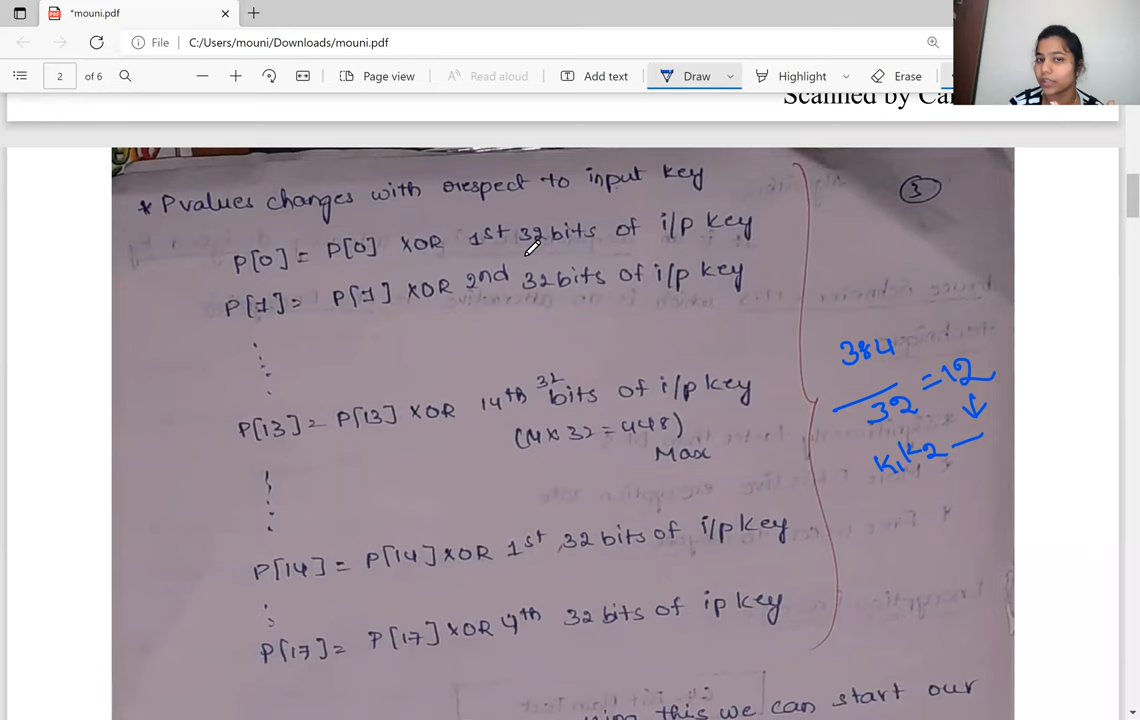 *mouni.pdf
File C:/Users/mouni/Downloads/mouni.pdf
2 of 6 Page view Read aloud Add text Draw Highlight Erase
Scanned by
* P values changes with respect to input key
3
P[0] = P[0] XOR 1st 32 bits of i/p key
P[1] = P[1] XOR 2nd 32 bits of i/p key
384
32 = 12
P[13] = P[13] XOR 14th 32 bits of i/p key
(14 x 32 = 448)
Max
K1 K2
P[14] = P[14] XOR 1st 32 bits of i/p key
P[17] = P[17] XOR 4th 32 bits of ip key
this we can start our